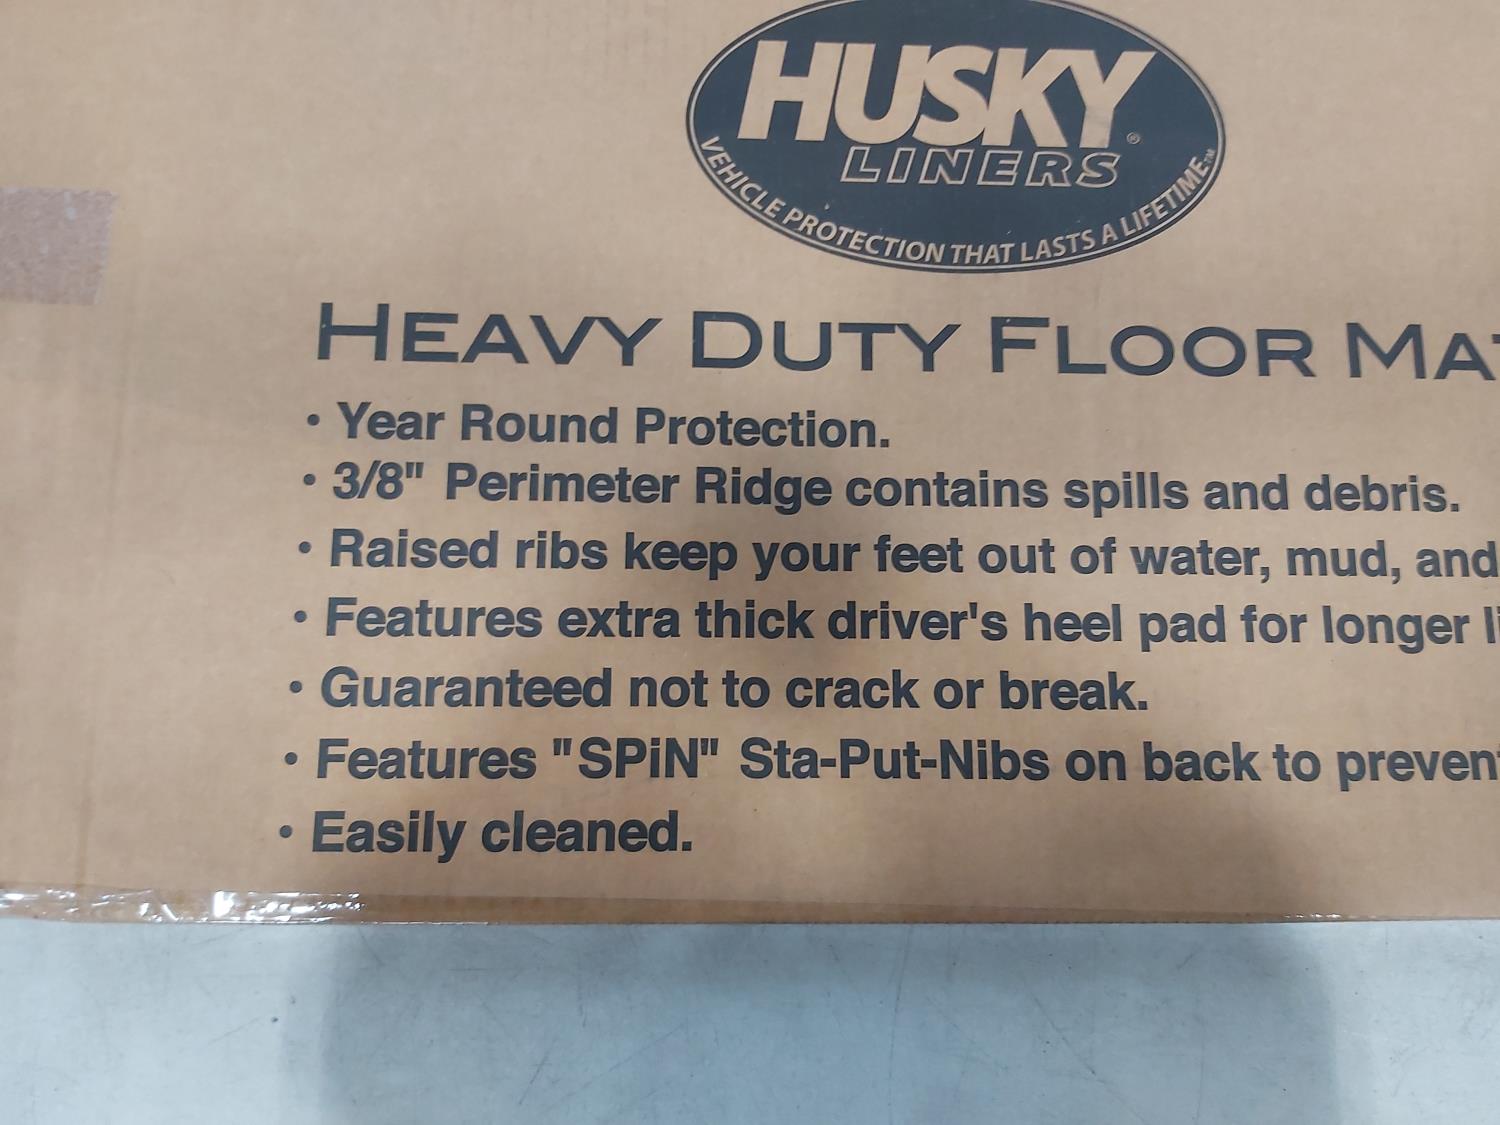 HUSKY®
LINERS
VEHICLE PROTECTION THAT LASTS A LIFETIME.™
HEAVY DUTY FLOOR MA
• Year Round Protection.
• 3/8" Perimeter Ridge contains spills and debris.
• Raised ribs keep your feet out of water, mud, and
• Features extra thick driver's heel pad for longer li
• Guaranteed not to crack or break.
• Features "SPiN" Sta-Put-Nibs on back to preven
• Easily cleaned.